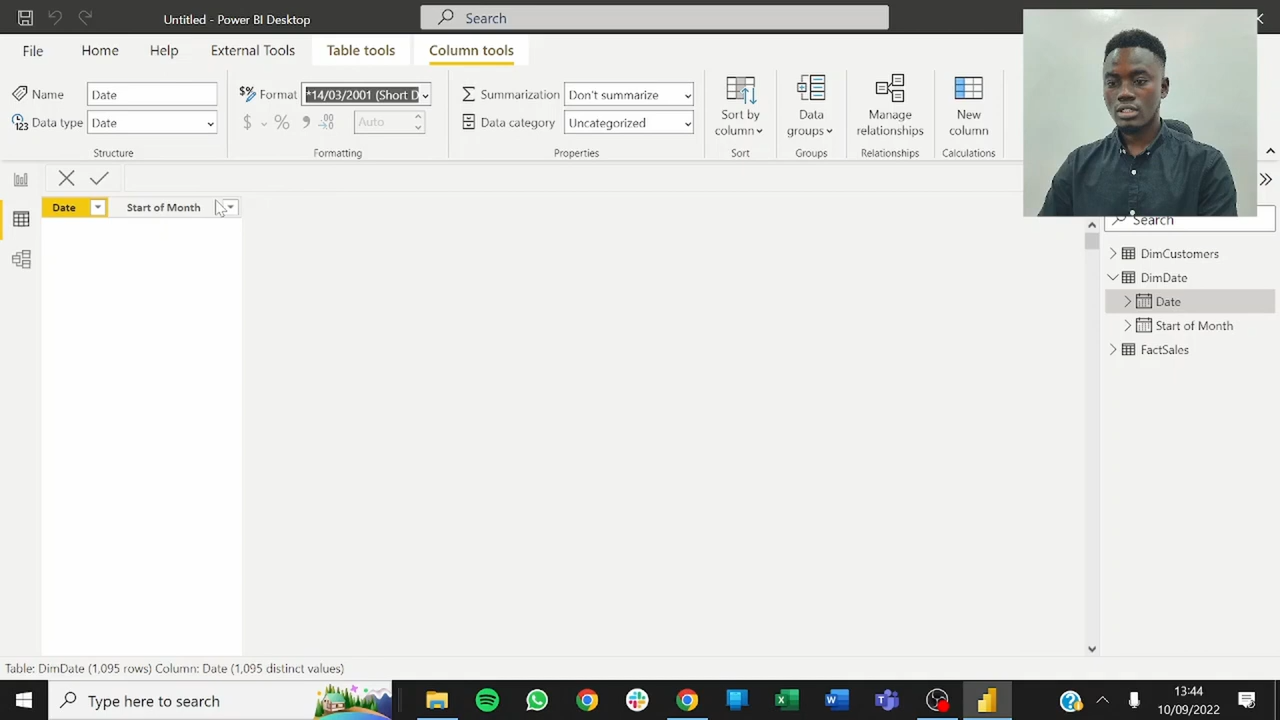 Untitled - Power BI Desktop
Search
File
Home
Help
External Tools
Table tools
Column tools
Name
Date
Format
*14/03/2001 (Short D
Summarization
Don't summarize
Data type
Date
$
%
Auto
Data category
Uncategorized
Sort by
column
Data
groups
Manage
relationships
New
column
Structure
Formatting
Properties
Sort
Groups
Relationships
Calculations
Date
Start of Month
Search
DimCustomers
DimDate
Date
Start of Month
FactSales
Table: DimDate (1,095 rows) Column: Date (1,095 distinct values)
Type here to search
13:44
10/09/2022